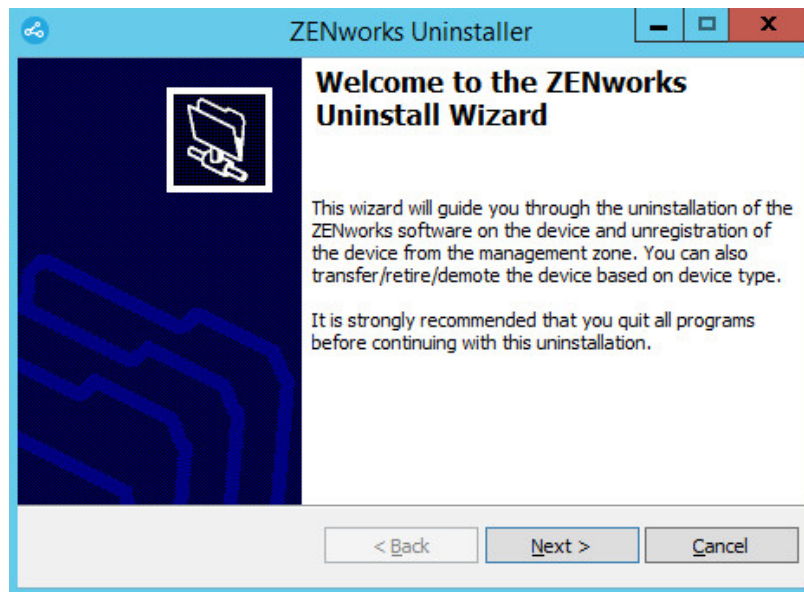 ZENworks Uninstaller
Welcome to the ZENworks
Uninstall Wizard
This wizard will guide you through the uninstallation of the
ZENworks software on the device and unregistration of
the device from the management zone. You can also
transfer/retire/demote the device based on device type.
It is strongly recommended that you quit all programs
before continuing with this uninstallation.
< Back
Next >
Cancel